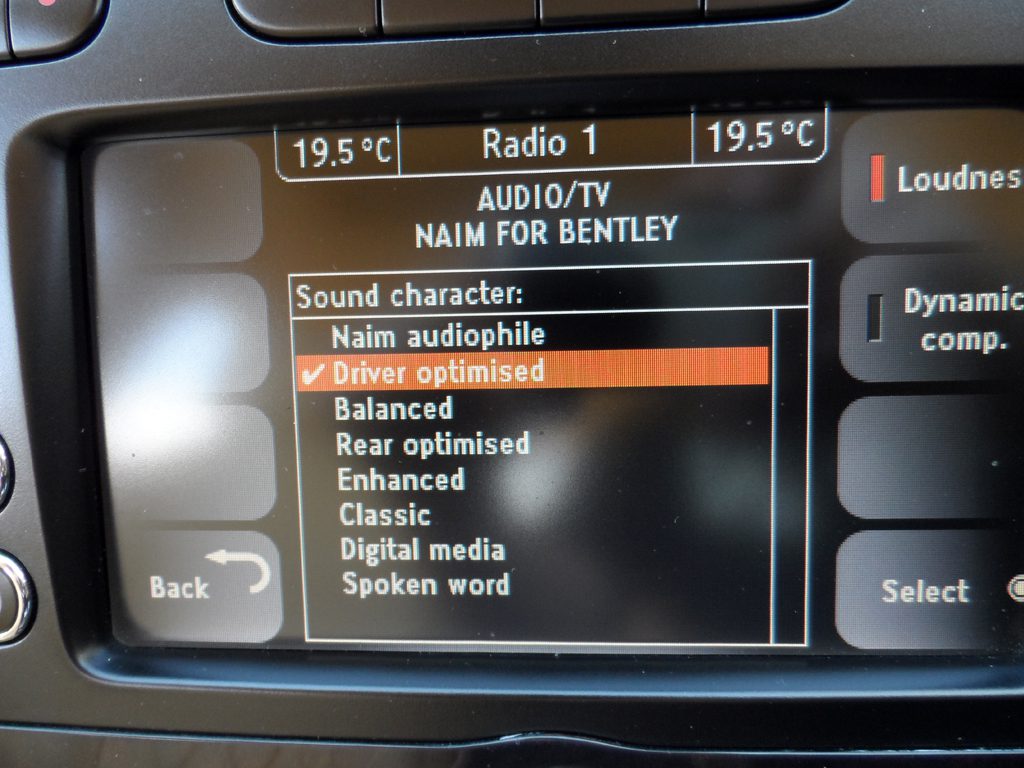 19.5°C
Radio 1
19.5°C
AUDIO/TV
NAIM FOR BENTLEY
Loudnes
Sound character:
Naim audiophile
✔ Driver optimised
Balanced
Rear optimised
Enhanced
Classic
Digital media
Spoken word
Dynamic
comp.
Back
Select